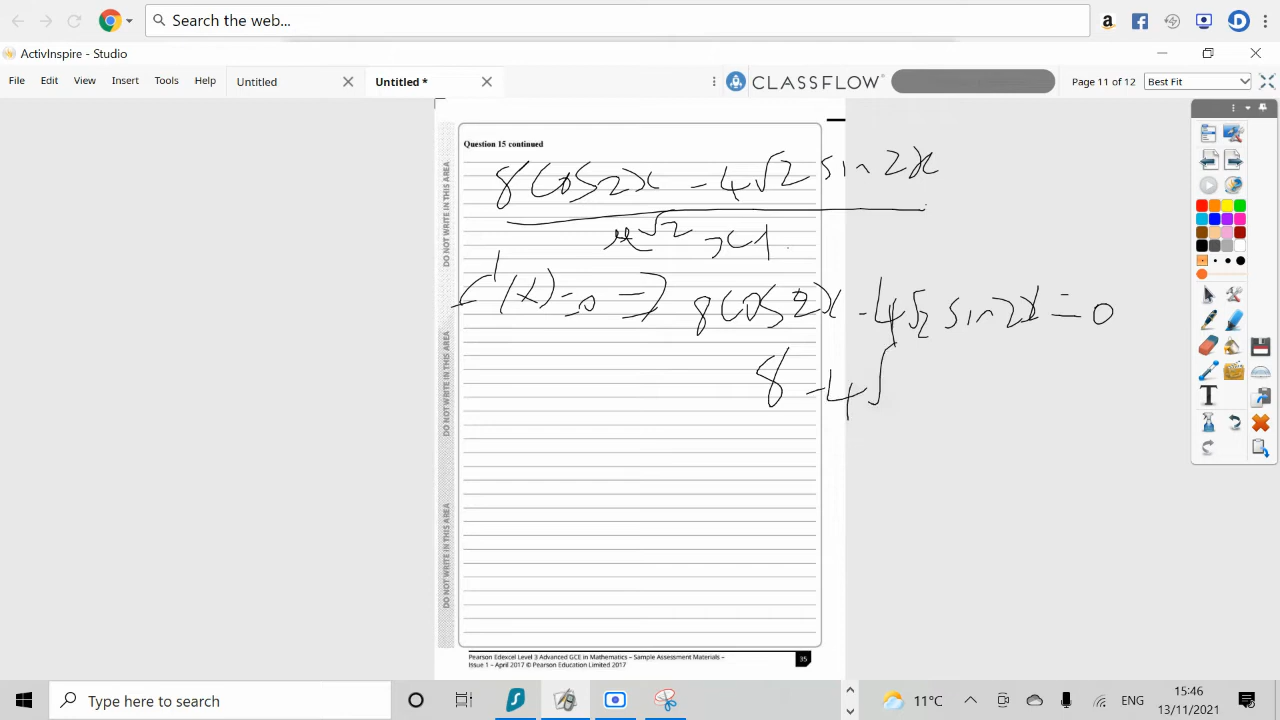 Search the web...
ActivInspire - Studio
File Edit View Insert Tools Help Untitled Untitled * CLASSFLOW Page 11 of 12 Best Fit
Question 15 continued
8cos2x - 4√2 sin2x
f'(x)=0 => 8cos2x - 4√2 sin2x = 0
8 - 4√
DO NOT WRITE IN THIS AREA
DO NOT WRITE IN THIS AREA
DO NOT WRITE IN THIS AREA
Pearson Edexcel Level 3 Advanced GCE in Mathematics – Sample Assessment Materials –
Issue 1 – April 2017 © Pearson Education Limited 2017
35
Type here to search
11°C ENG 15:46
13/11/2021